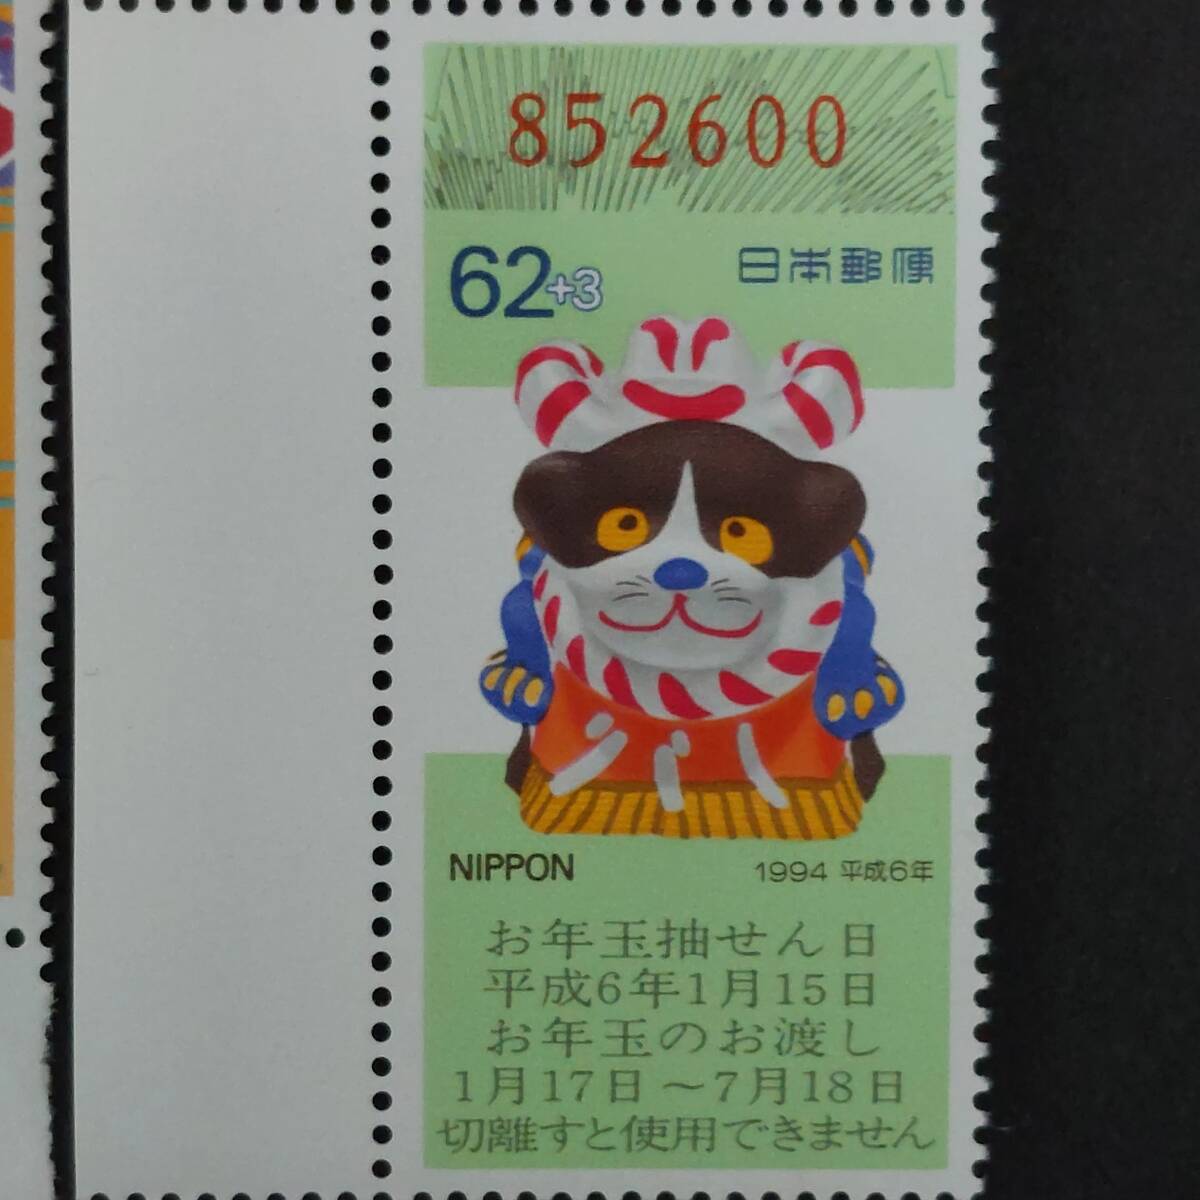 852600
62+3 日本郵便
NIPPON 1994 平成6年
お年玉抽せん日
平成6年1月15日
お年玉のお渡し
1月17日～7月18日
切離すと使用できません